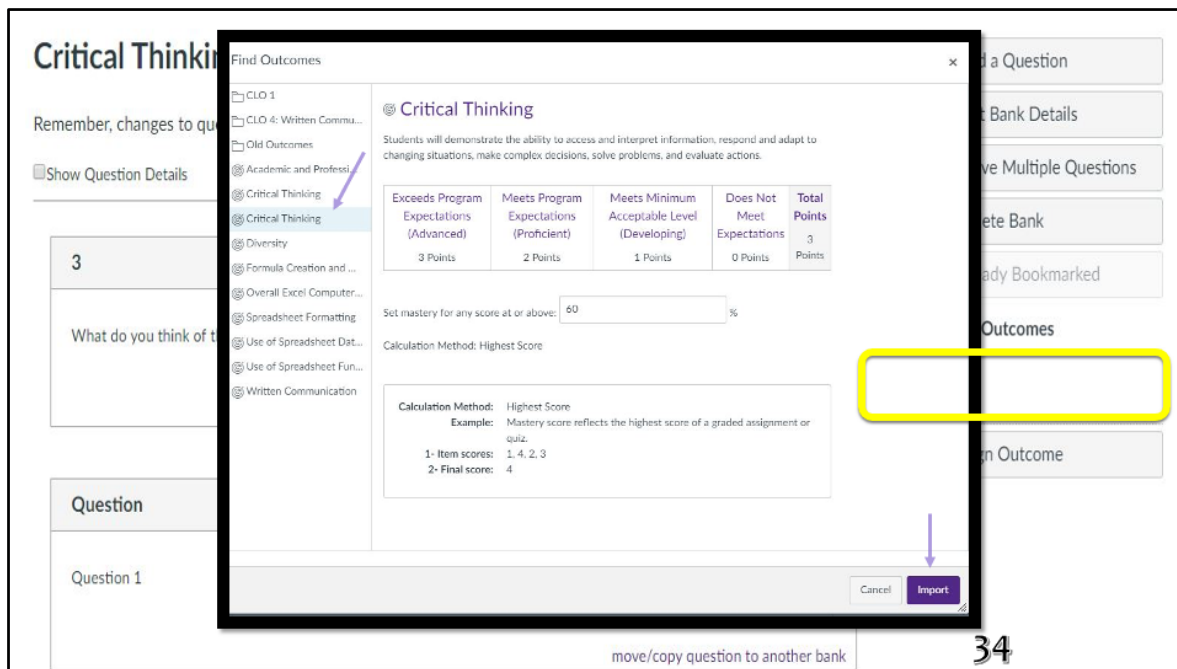 Critical Thinki
Remember, changes to qu
Show Question Details
3
What do you think of t
Question
Question 1
move/copy question to another bank
Find Outcomes
×
CLO 1
CLO 4: Written Commu...
Old Outcomes
Academic and Professi...
Critical Thinking
Critical Thinking
Diversity
Formula Creation and ...
Overall Excel Computer...
Spreadsheet Formatting
Use of Spreadsheet Dat...
Use of Spreadsheet Fun...
Written Communication
Critical Thinking
Students will demonstrate the ability to access and interpret information, respond and adapt to
changing situations, make complex decisions, solve problems, and evaluate actions.
Exceeds Program
Expectations
(Advanced)
3 Points
Meets Program
Expectations
(Proficient)
2 Points
Meets Minimum
Acceptable Level
(Developing)
1 Points
Does Not
Meet
Expectations
0 Points
Total
Points
3
Points
Set mastery for any score at or above: 60 %
Calculation Method: Highest Score
Calculation Method: Highest Score
Example: Mastery score reflects the highest score of a graded assignment or
quiz.
1- Item scores: 1, 4, 2, 3
2- Final score: 4
Cancel Import
d a Question
t Bank Details
ve Multiple Questions
ete Bank
ady Bookmarked
Outcomes
n Outcome
34